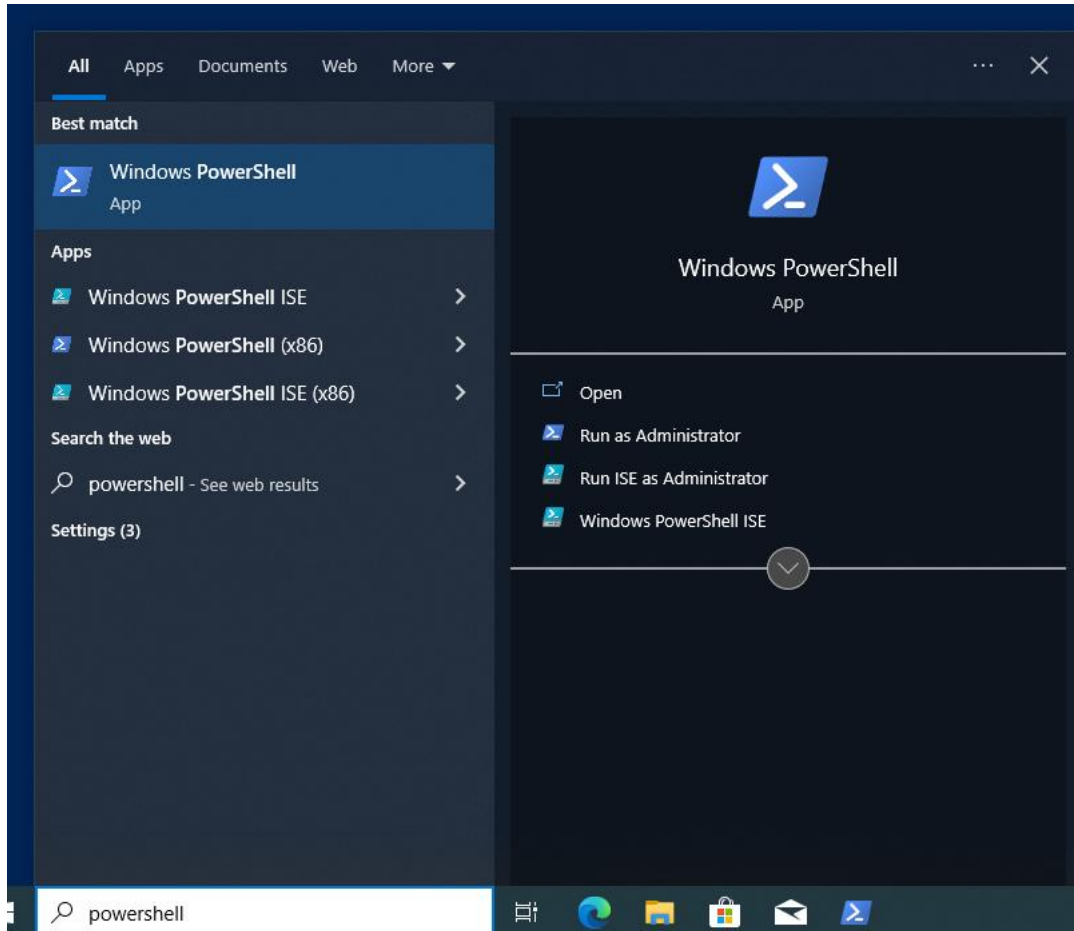 All Apps Documents Web More
Best match
Windows PowerShell
App
Apps
Windows PowerShell ISE
Windows PowerShell (x86)
Windows PowerShell ISE (x86)
Search the web
powershell - See web results
Settings (3)
Windows PowerShell
App
Open
Run as Administrator
Run ISE as Administrator
Windows PowerShell ISE
powershell